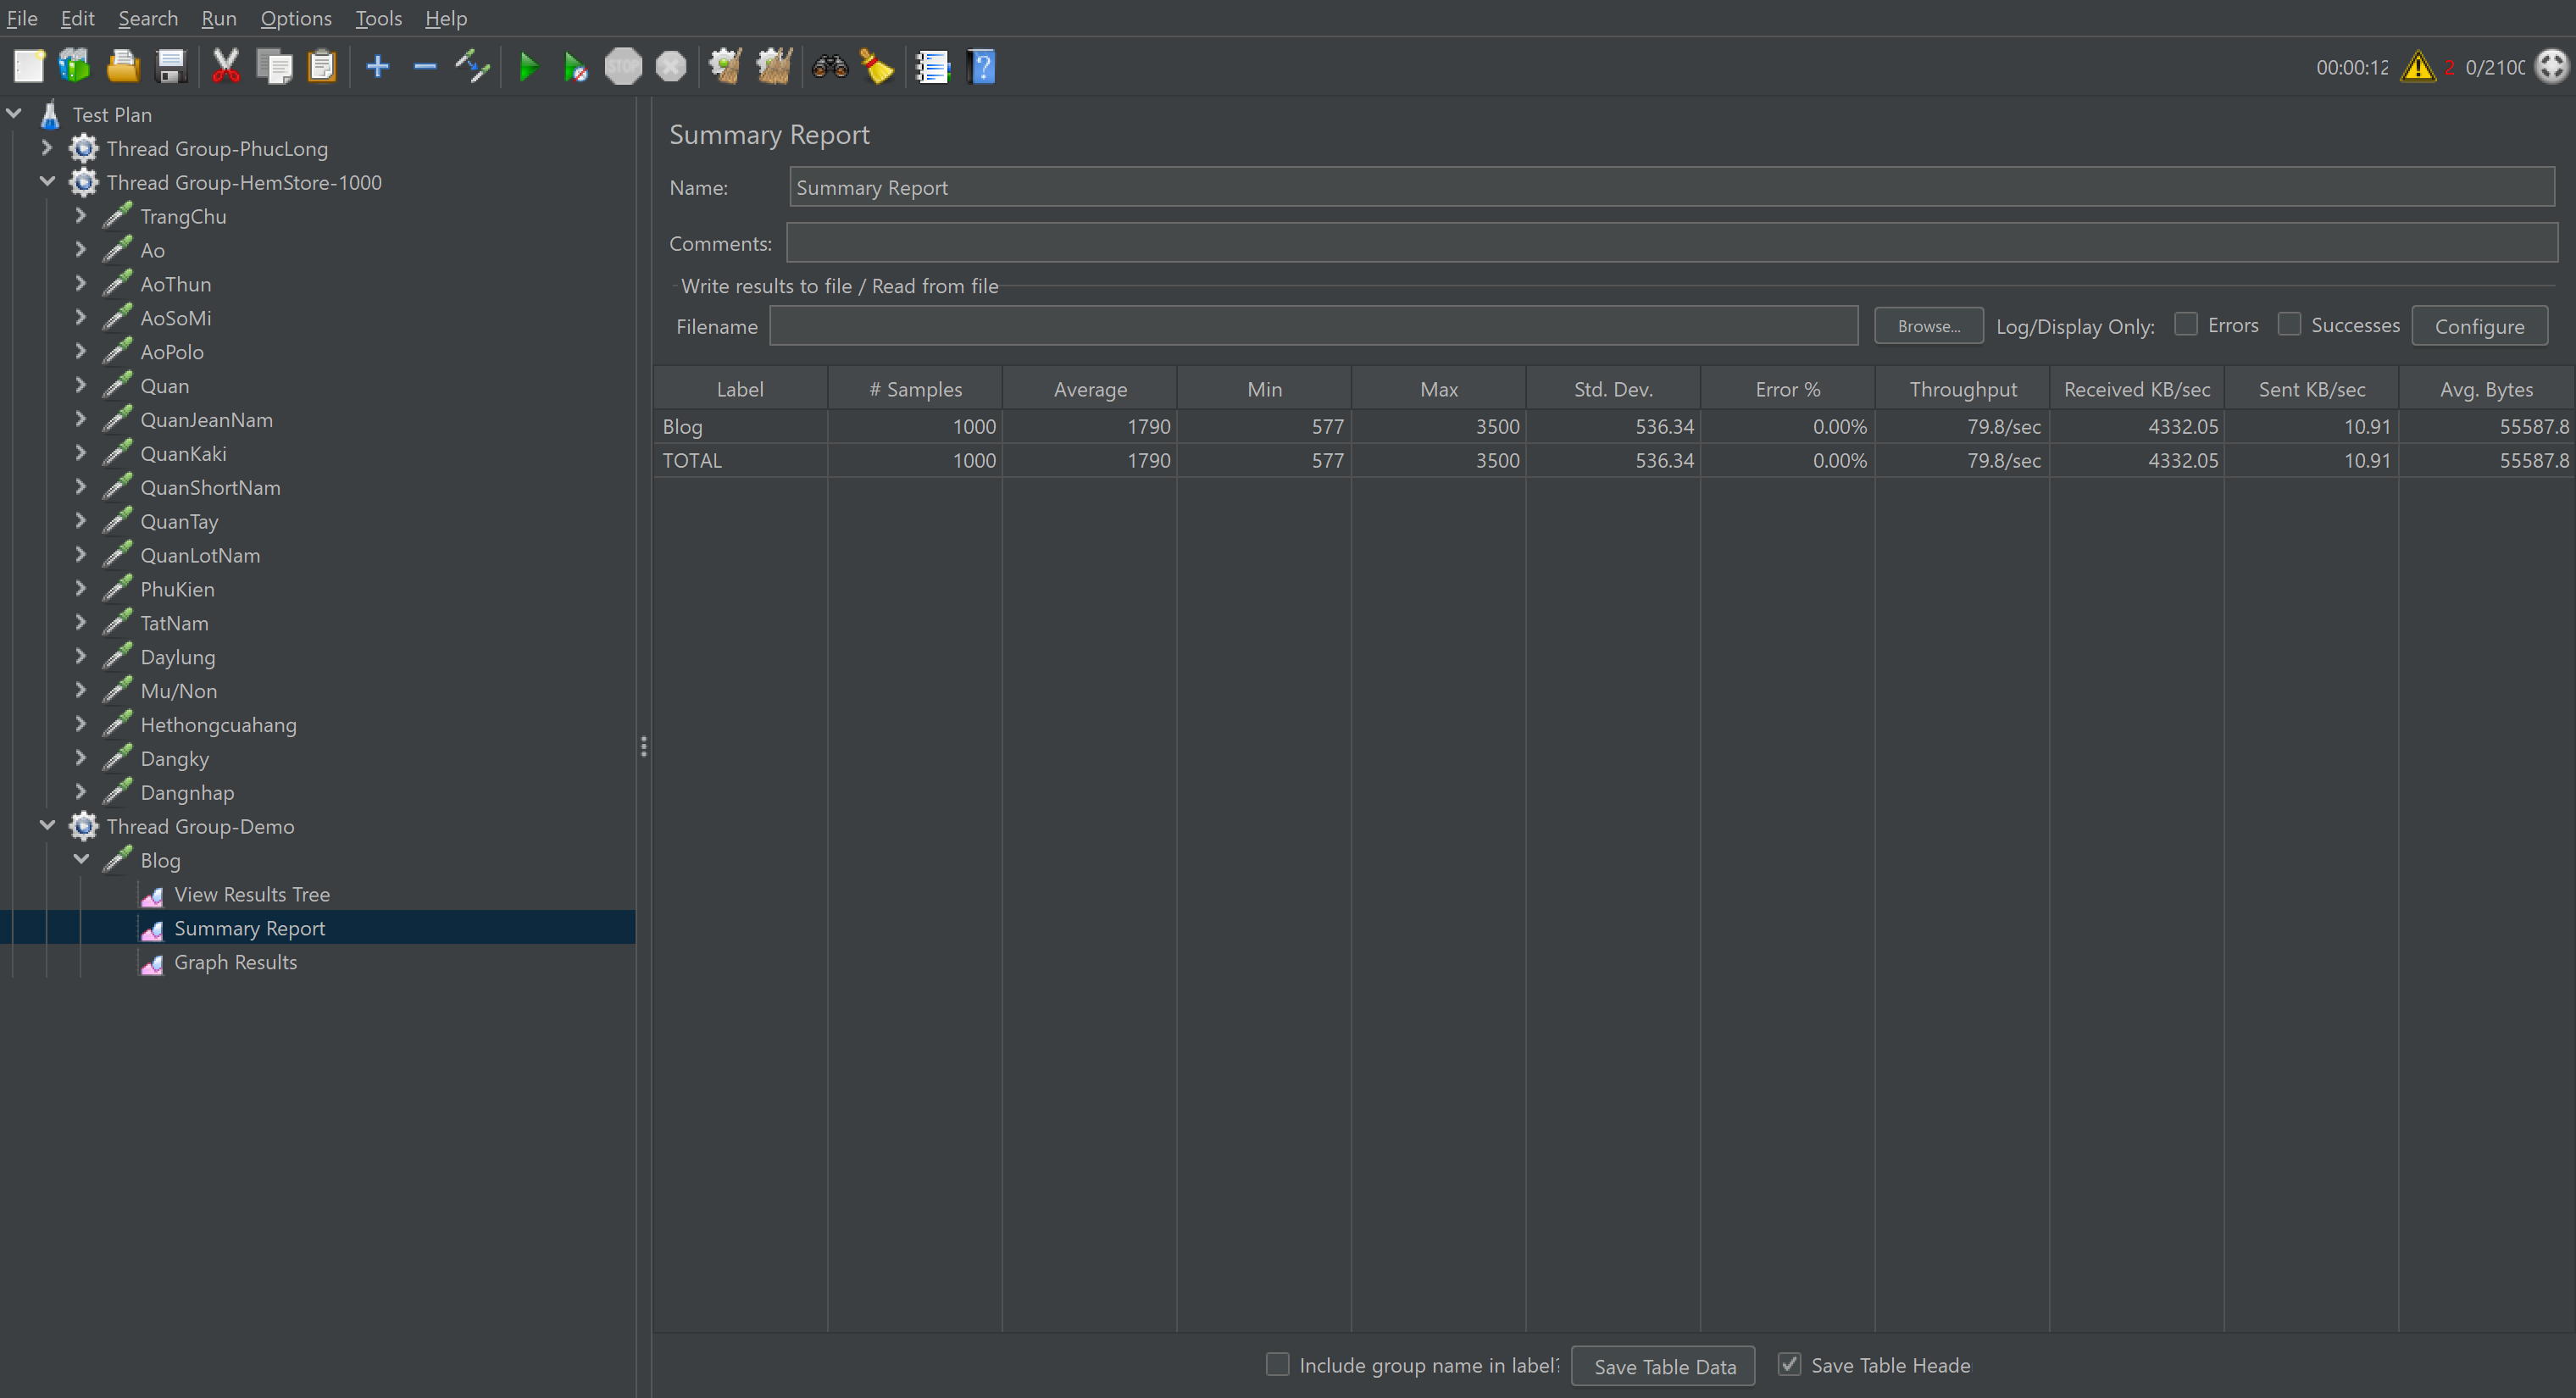 File Edit Search Run Options Tools Help
STOP
00:00:12 2 0/2100
Test Plan
Thread Group-PhucLong
Thread Group-HemStore-1000
TrangChu
Ao
AoThun
AoSoMi
AoPolo
Quan
QuanJeanNam
QuanKaki
QuanShortNam
QuanTay
QuanLotNam
PhuKien
TatNam
Daylung
Mu/Non
Hethongcuahang
Dangky
Dangnhap
Thread Group-Demo
Blog
View Results Tree
Summary Report
Graph Results
Summary Report
Name: Summary Report
Comments:
Write results to file / Read from file
Filename Browse... Log/Display Only: Errors Successes Configure
Label # Samples Average Min Max Std. Dev. Error % Throughput Received KB/sec Sent KB/sec Avg. Bytes
Blog 1000 1790 577 3500 536.34 0.00% 79.8/sec 4332.05 10.91 55587.8
TOTAL 1000 1790 577 3500 536.34 0.00% 79.8/sec 4332.05 10.91 55587.8
Include group name in label? Save Table Data Save Table Heade